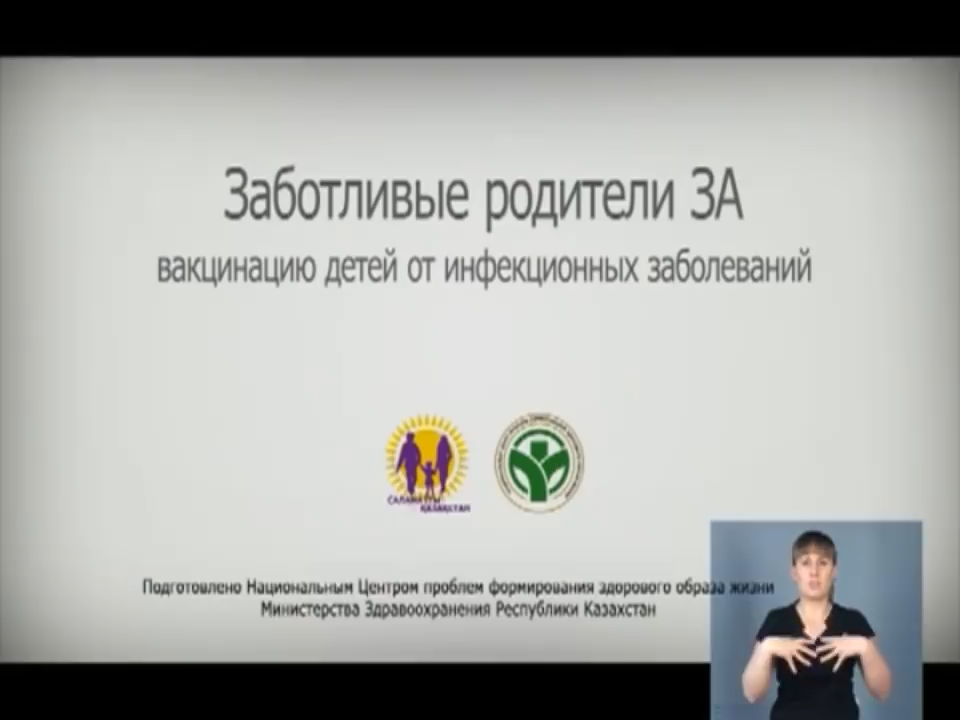 Заботливые родители ЗА
вакцинацию детей от инфекционных заболеваний
САЛАМАТТЫ
ҚАЗАҚСТАН
Подготовлено Национальным Центром проблем формирования здорового образа жизни
Министерства Здравоохранения Республики Казахстан